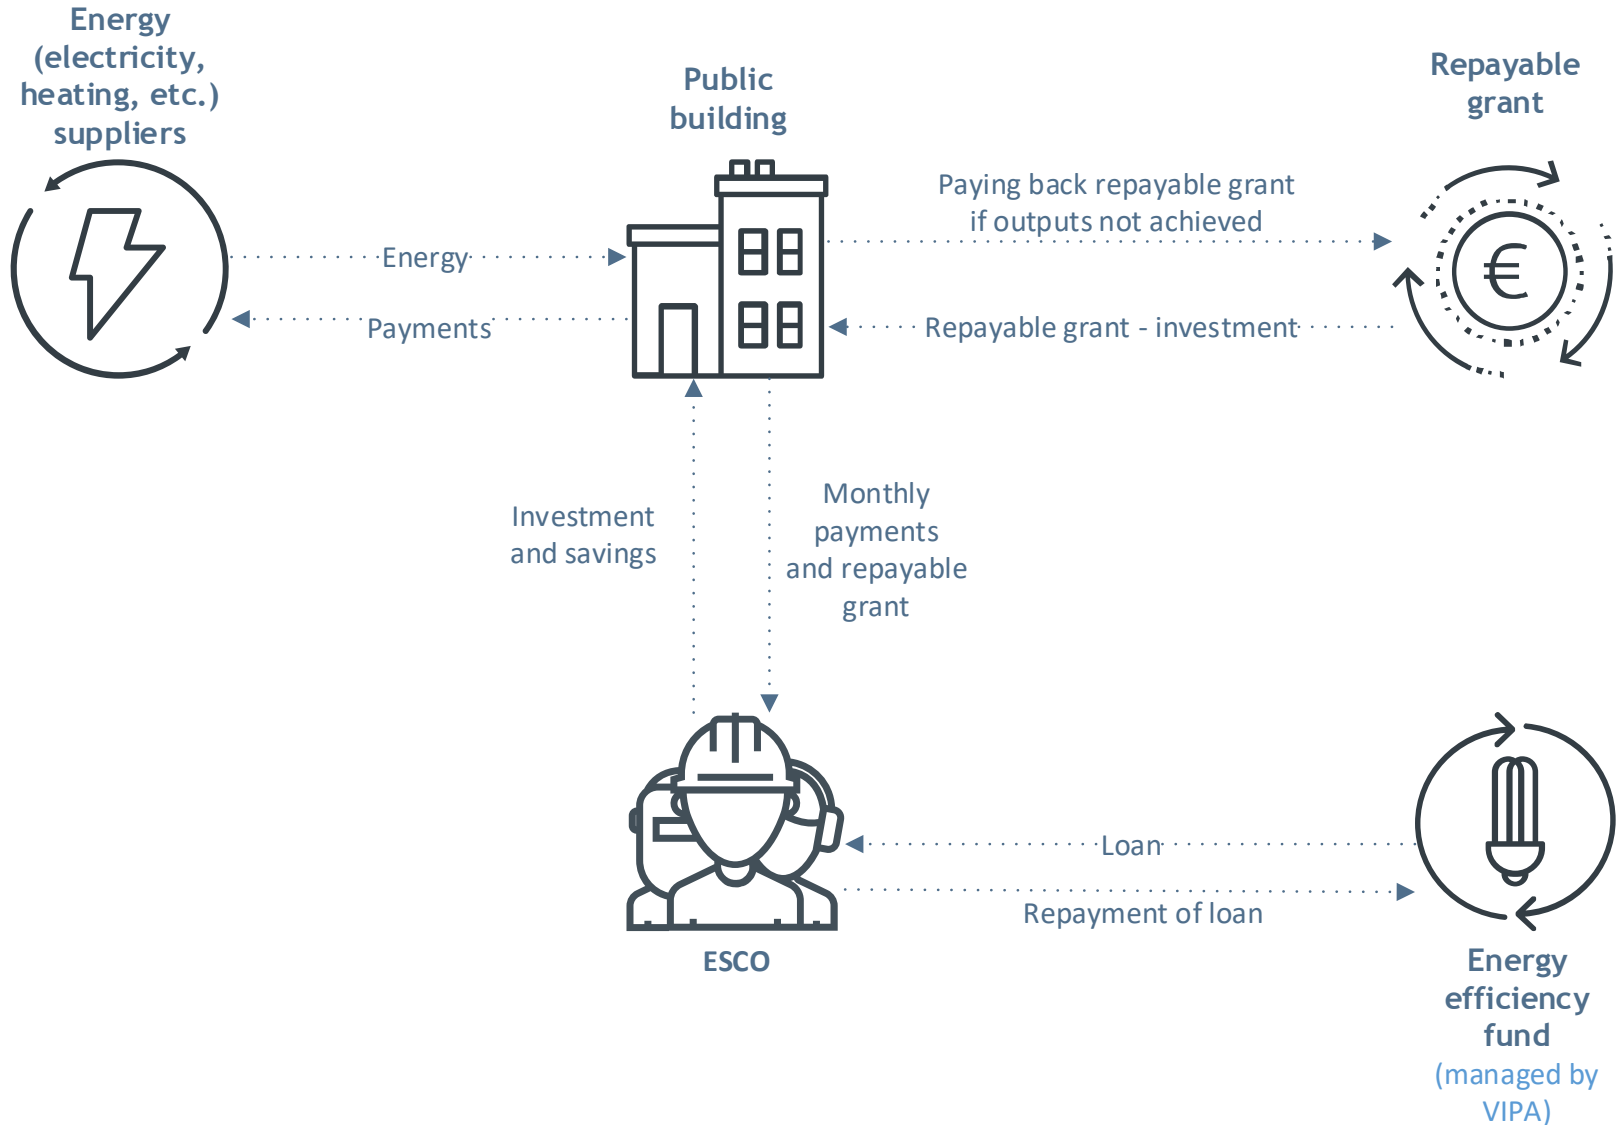 Energy
(electricity,
heating, etc.)
suppliers
Public
building
Repayable
grant
Paying back repayable grant
if outputs not achieved
Energy
Payments
Repayable grant - investment
Investment
and savings
Monthly
payments
and repayable
grant
Loan
Repayment of loan
ESCO
Energy
efficiency
fund
(managed by
VIPA)